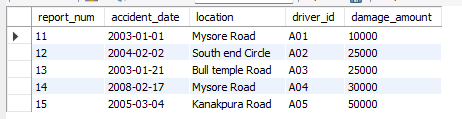 report_num accident_date location driver_id damage_amount
11 2003-01-01 Mysore Road A01 10000
12 2004-02-02 South end Circle A02 25000
13 2003-01-21 Bull temple Road A03 25000
14 2008-02-17 Mysore Road A04 30000
15 2005-03-04 Kanakpura Road A05 50000